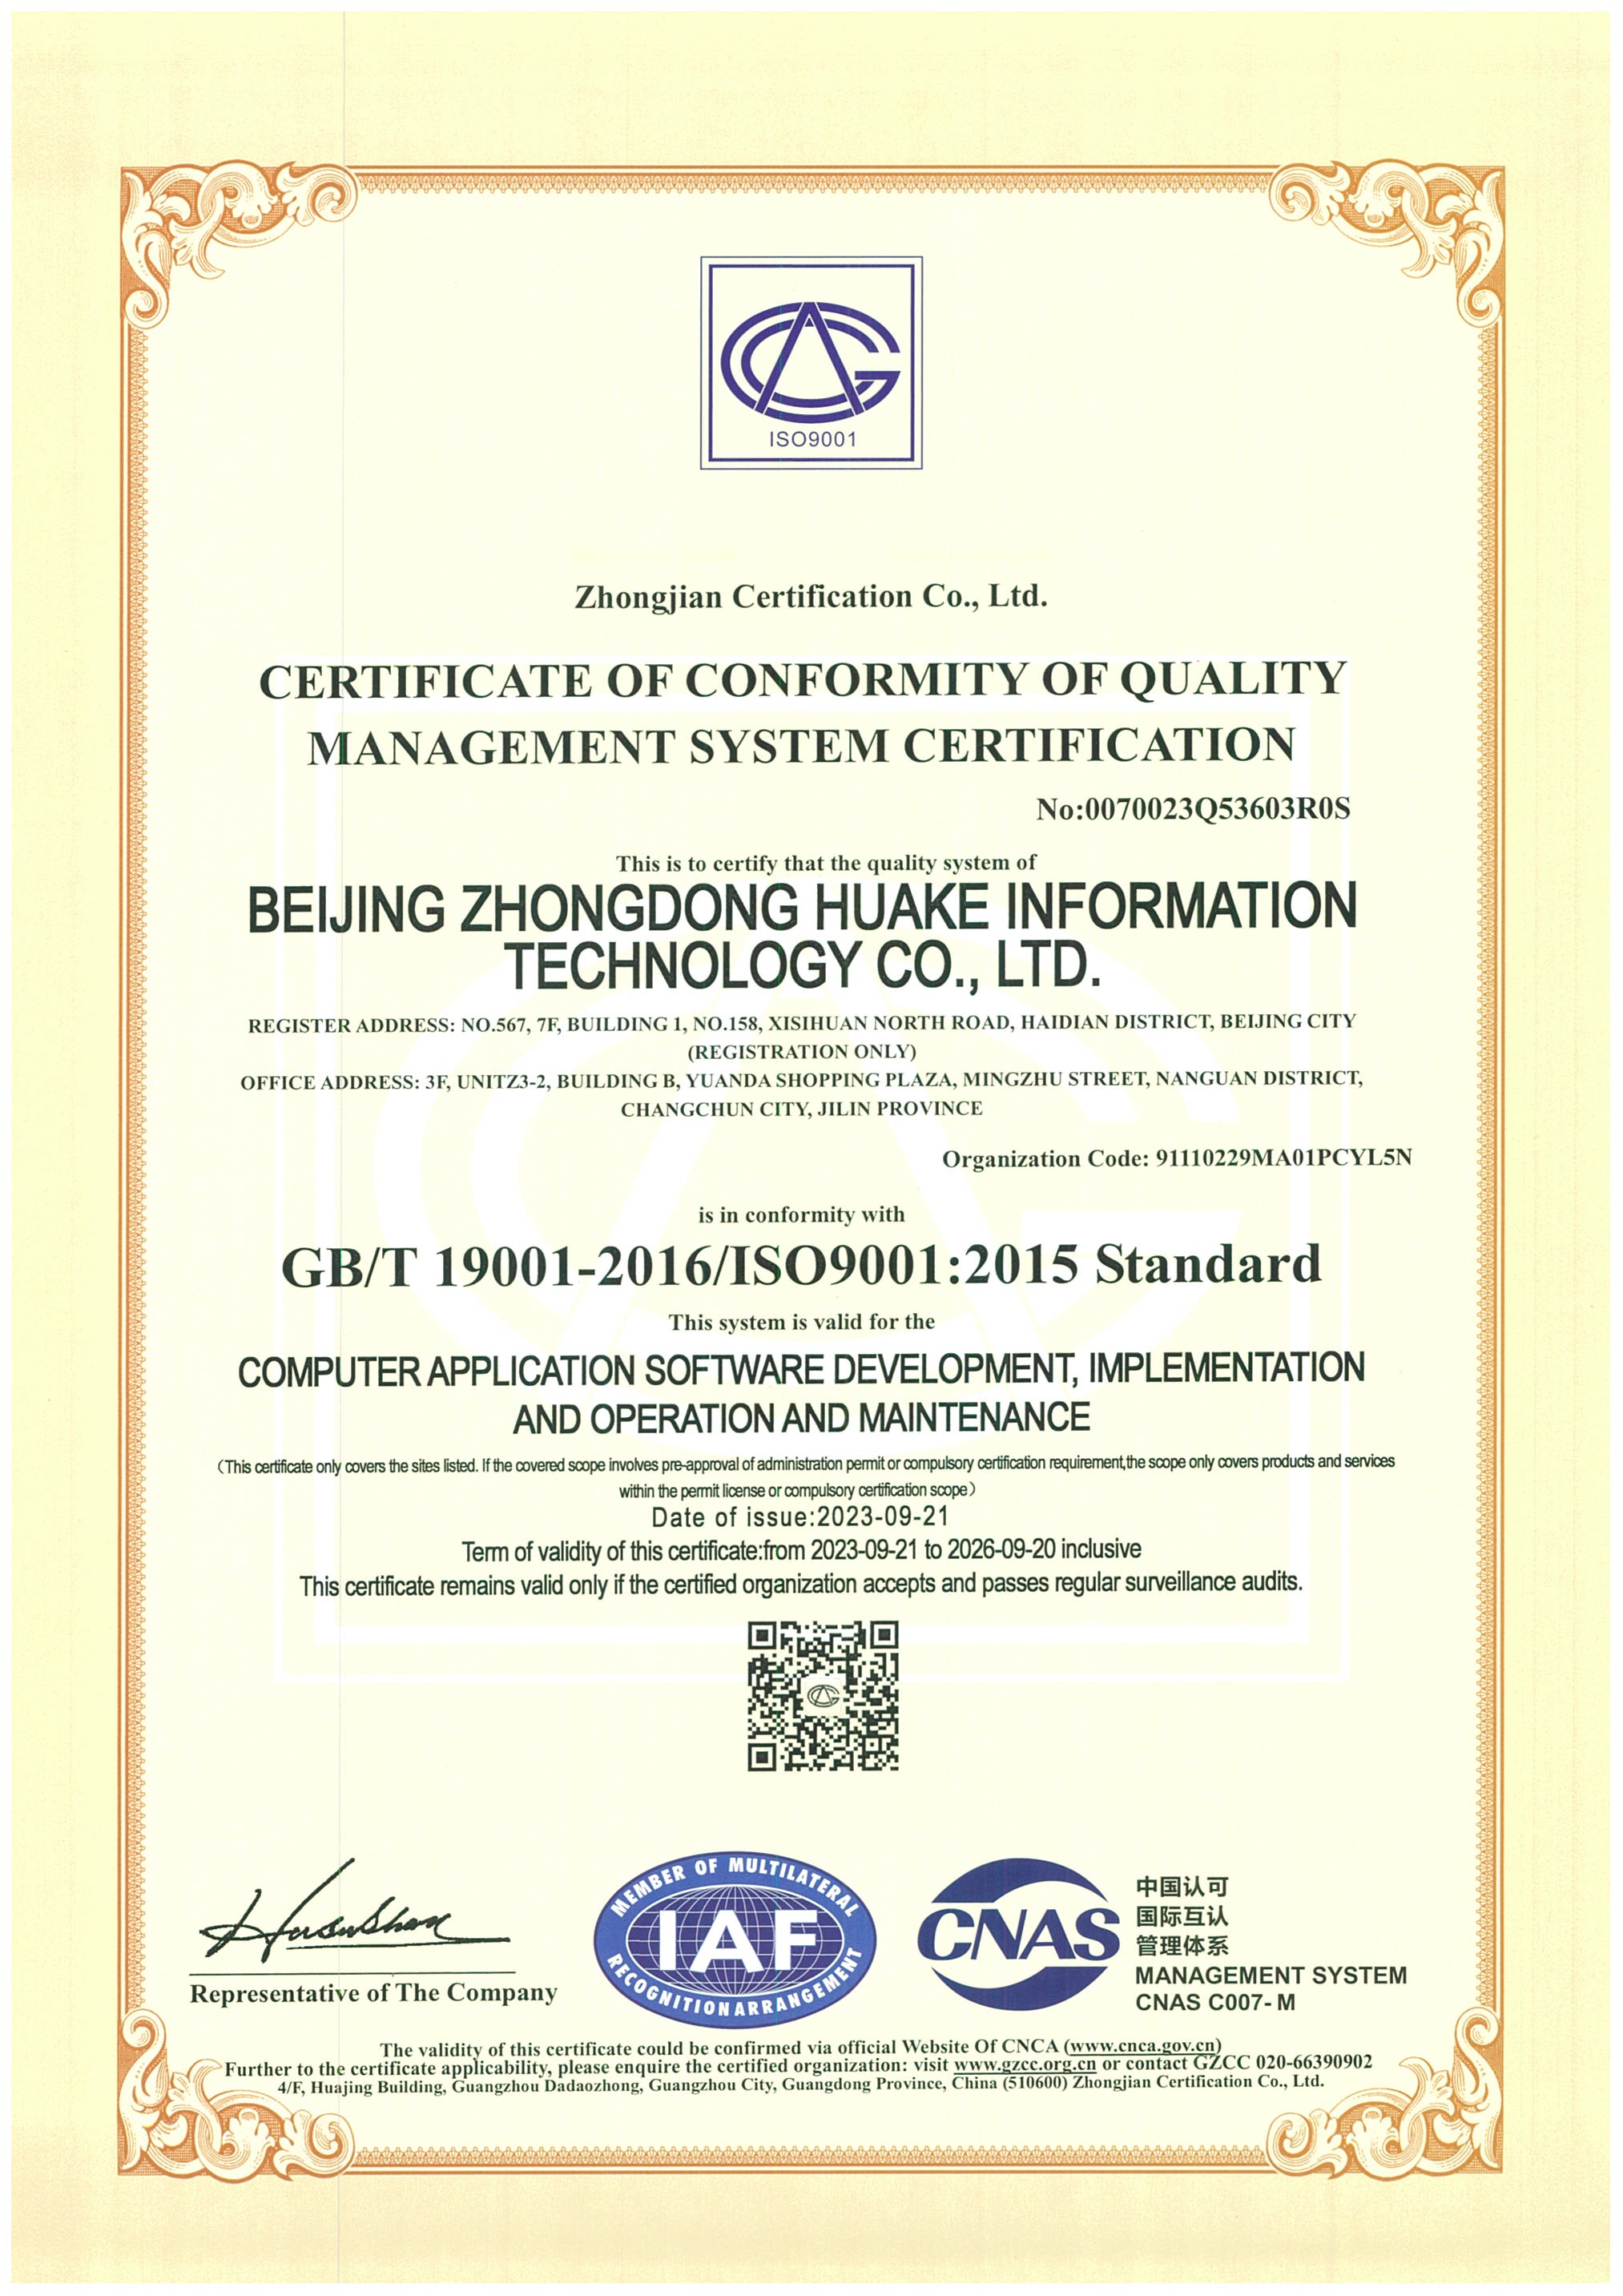 ISO9001
Zhongjian Certification Co., Ltd.
CERTIFICATE OF CONFORMITY OF QUALITY
MANAGEMENT SYSTEM CERTIFICATION
No:0070023Q53603R0S
This is to certify that the quality system of
BEIJING ZHONGDONG HUAKE INFORMATION
TECHNOLOGY CO., LTD.
REGISTER ADDRESS: NO.567, 7F, BUILDING 1, NO.158, XISIHUAN NORTH ROAD, HAIDIAN DISTRICT, BEIJING CITY
(REGISTRATION ONLY)
OFFICE ADDRESS: 3F, UNITZ3-2, BUILDING B, YUANDA SHOPPING PLAZA, MINGZHU STREET, NANGUAN DISTRICT,
CHANGCHUN CITY, JILIN PROVINCE
Organization Code: 91110229MA01PCYL5N
is in conformity with
GB/T 19001-2016/ISO9001:2015 Standard
This system is valid for the
COMPUTER APPLICATION SOFTWARE DEVELOPMENT, IMPLEMENTATION
AND OPERATION AND MAINTENANCE
（This certificate only covers the sites listed. If the covered scope involves pre-approval of administration permit or compulsory certification requirement,the scope only covers products and services
within the permit license or compulsory certification scope）
Date of issue:2023-09-21
Term of validity of this certificate:from 2023-09-21 to 2026-09-20 inclusive
This certificate remains valid only if the certified organization accepts and passes regular surveillance audits.
Representative of The Company
MEMBER OF MULTILATERAL
IAF
RECOGNITION ARRANGEMENT
CNAS
中国认可
国际互认
管理体系
MANAGEMENT SYSTEM
CNAS C007-M
The validity of this certificate could be confirmed via official Website Of CNCA (www.cnca.gov.cn)
Further to the certificate applicability, please enquire the certified organization: visit www.gzcc.org.cn or contact GZCC 020-66390902
4/F, Huajing Building, Guangzhou Dadaozhong, Guangzhou City, Guangdong Province, China (510600) Zhongjian Certification Co., Ltd.